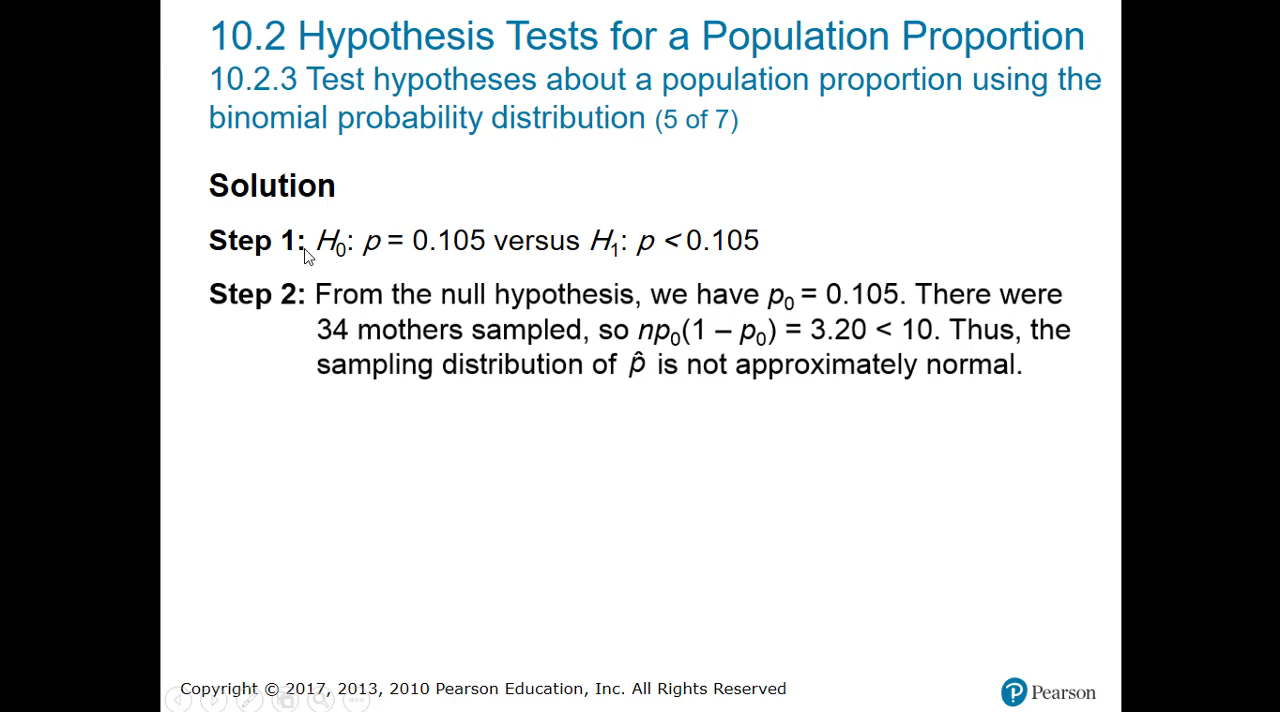 10.2 Hypothesis Tests for a Population Proportion
10.2.3 Test hypotheses about a population proportion using the
binomial probability distribution (5 of 7)
Solution
Step 1: H₀: p = 0.105 versus H₁: p < 0.105
Step 2: From the null hypothesis, we have p₀ = 0.105. There were
34 mothers sampled, so np₀(1 – p₀) = 3.20 < 10. Thus, the
sampling distribution of p̂ is not approximately normal.
Copyright © 2017, 2013, 2010 Pearson Education, Inc. All Rights Reserved
P Pearson